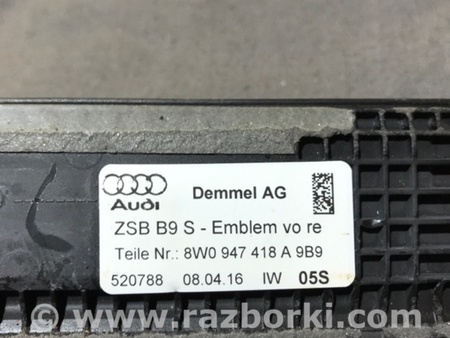 Audi
Demmel AG
ZSB B9 S - Emblem vo re
Teile Nr.: 8W0 947 418 A 9B9
520788 08.04.16 IW 05S
© www.razborki.com